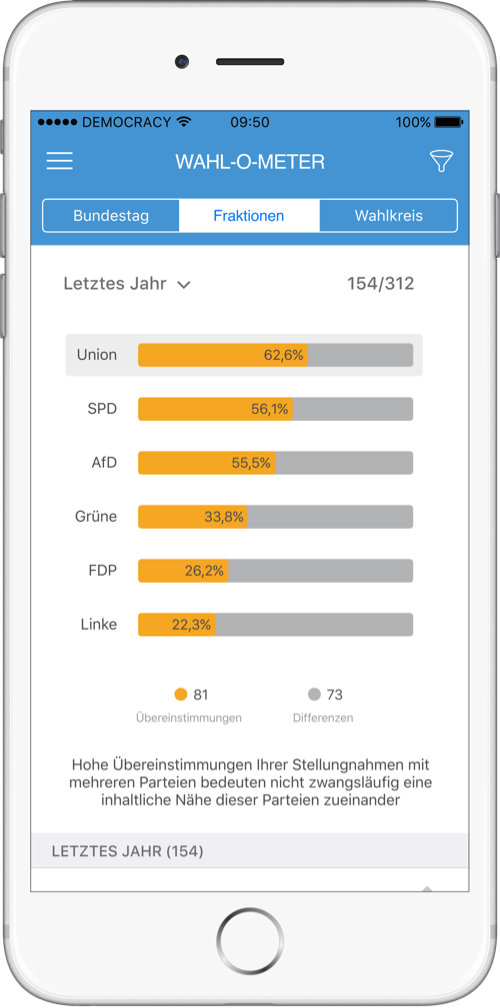 DEMOCRACY 09:50 100%
WAHL-O-METER
Bundestag Fraktionen Wahlkreis
Letztes Jahr 154/312
Union 62,6%
SPD 56,1%
AfD 55,5%
Grüne 33,8%
FDP 26,2%
Linke 22,3%
81 73
Übereinstimmungen Differenzen
Hohe Übereinstimmungen Ihrer Stellungnahmen mit
mehreren Parteien bedeuten nicht zwangsläufig eine
inhaltliche Nähe dieser Parteien zueinander
LETZTES JAHR (154)